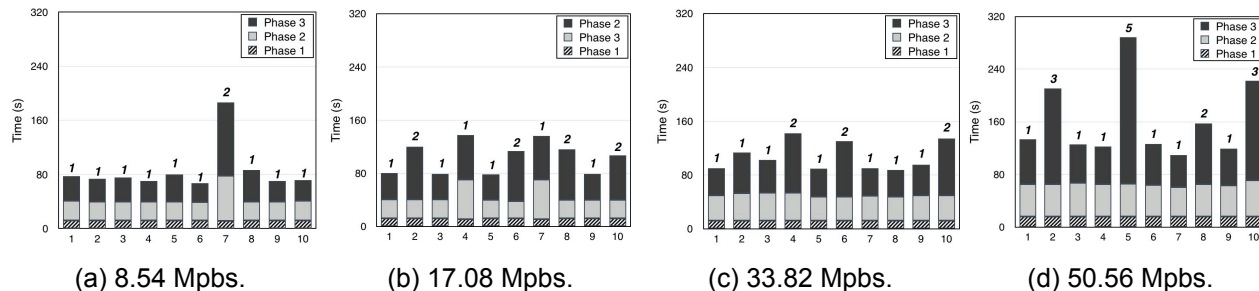 320
240
160
80
0
Time (s)
Phase 3
Phase 2
Phase 1
1 1 1 1 1 1 2 1 1 1
1 2 3 4 5 6 7 8 9 10
(a) 8.54 Mpbs.
320
240
160
80
0
Time (s)
Phase 2
Phase 3
Phase 1
1 2 1 1 1 2 1 2 1 2
1 2 3 4 5 6 7 8 9 10
(b) 17.08 Mpbs.
320
240
160
80
0
Time (s)
Phase 3
Phase 2
Phase 1
1 1 1 2 1 2 1 1 1 2
1 2 3 4 5 6 7 8 9 10
(c) 33.82 Mpbs.
320
240
160
80
0
Time (s)
Phase 3
Phase 2
Phase 1
1 3 1 1 5 1 1 2 1 3
1 2 3 4 5 6 7 8 9 10
(d) 50.56 Mpbs.